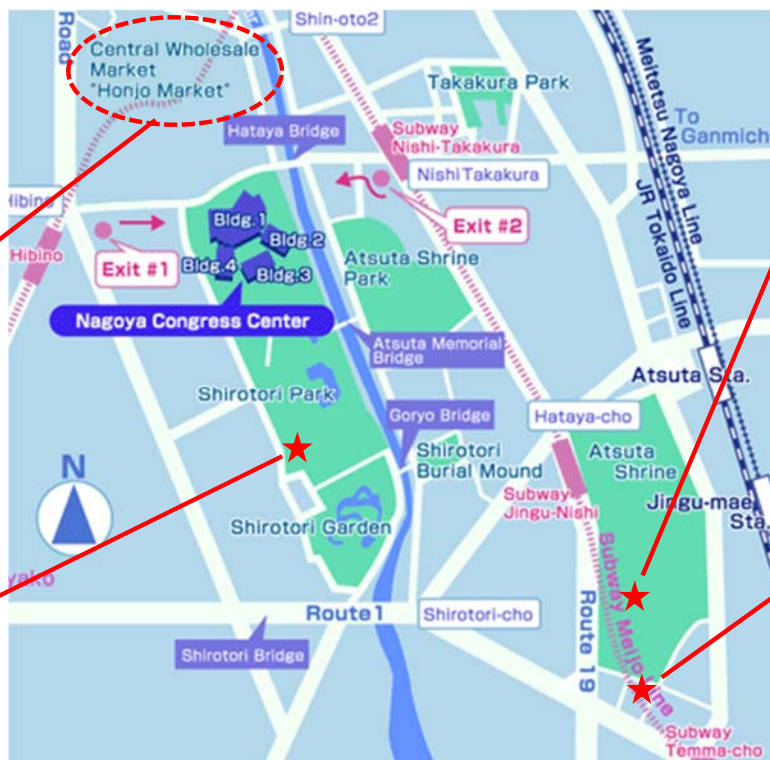 Road
Central Wholesale
Market
"Honjo Market"
Shin-oto2
Takakura Park
Meitetsu Nagoya Line
JR Tokaido Line
To
Ganmich
Hataya Bridge
Subway
Nishi-Takakura
Nishi Takakura
Hibino
Hibino
Exit #1
Exit #2
Bldg.1
Bldg.2
Bldg.4
Bldg.3
Nagoya Congress Center
Atsuta Shrine
Park
Atsuta Memorial
Bridge
Atsuta Sta.
Shirotori Park
Goryo Bridge
Hataya-cho
Shirotori
Burial Mound
Atsuta
Shrine
N
Subway
Jingu-Nishi
Jingu-mae
Sta.
Shirotori Garden
Subway Meijo Line
yako
Route 1
Shirotori-cho
Route 19
Shirotori Bridge
Subway
Temma-cho